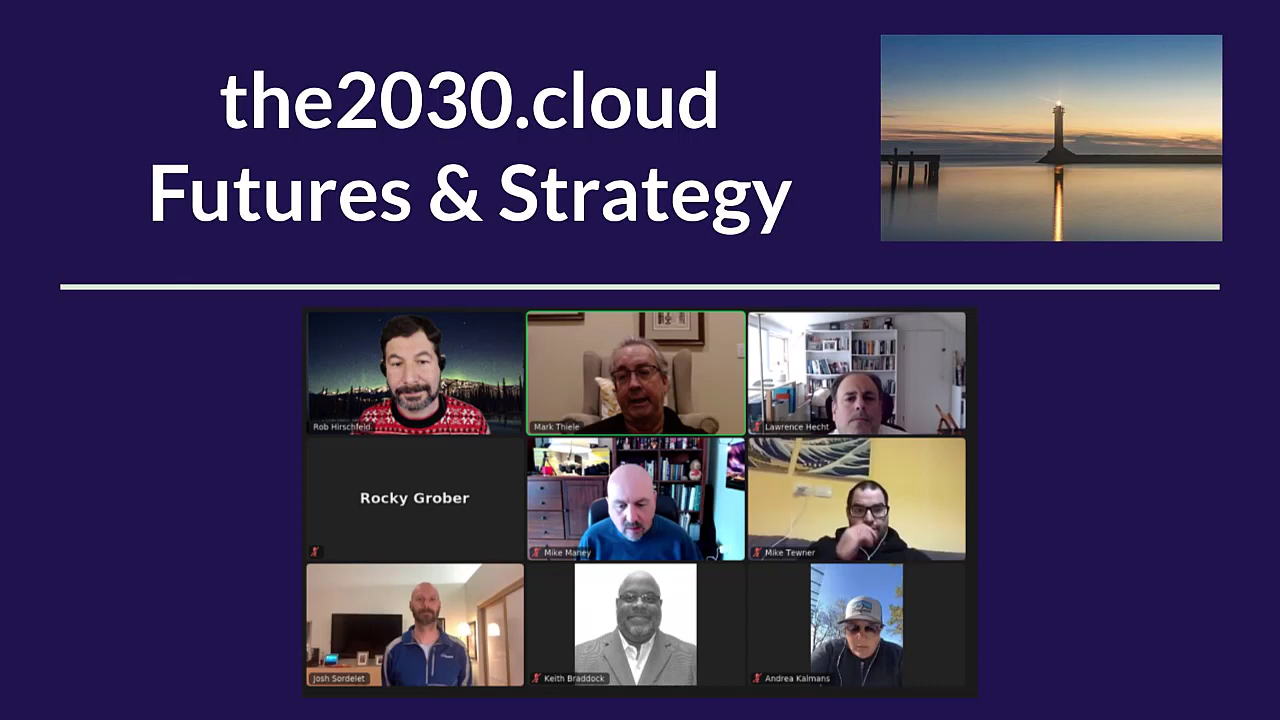 the2030.cloud
Futures & Strategy
Rob Hirschfeld
Mark Thiele
Lawrence Hecht
Rocky Grober
Mike Maney
Mike Tewner
Josh Sordelet
Keith Braddock
Andrea Kalmans